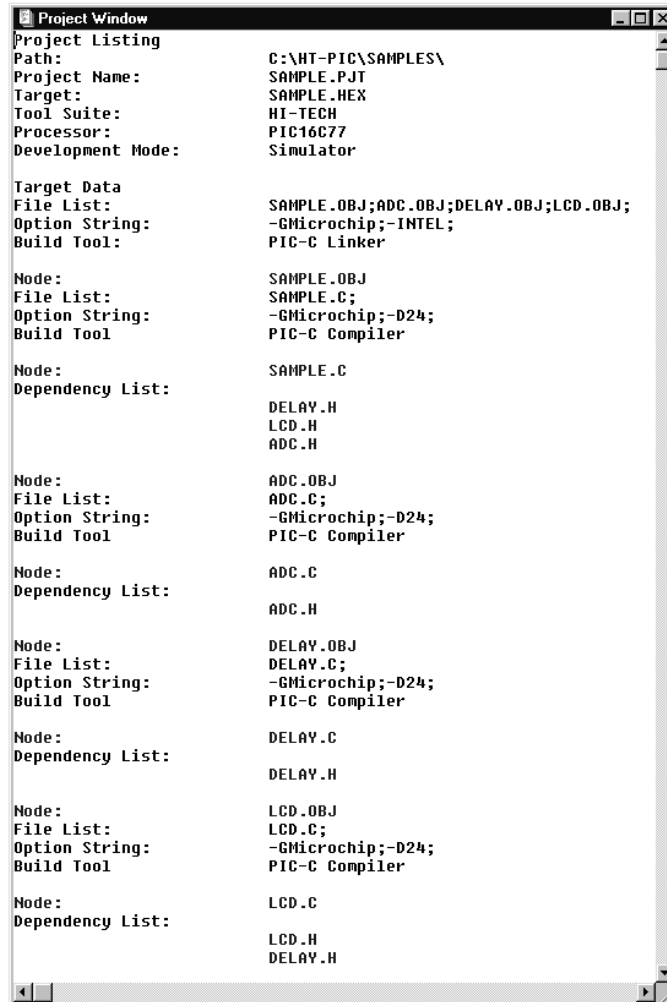 Project Window
Project Listing
Path: C:\HT-PIC\SAMPLES\
Project Name: SAMPLE.PJT
Target: SAMPLE.HEX
Tool Suite: HI-TECH
Processor: PIC16C77
Development Mode: Simulator
Target Data
File List: SAMPLE.OBJ;ADC.OBJ;DELAY.OBJ;LCD.OBJ;
Option String: -GMicrochip;-INTEL;
Build Tool: PIC-C Linker
Node: SAMPLE.OBJ
File List: SAMPLE.C;
Option String: -GMicrochip;-D24;
Build Tool PIC-C Compiler
Node: SAMPLE.C
Dependency List:
DELAY.H
LCD.H
ADC.H
Node: ADC.OBJ
File List: ADC.C;
Option String: -GMicrochip;-D24;
Build Tool PIC-C Compiler
Node: ADC.C
Dependency List:
ADC.H
Node: DELAY.OBJ
File List: DELAY.C;
Option String: -GMicrochip;-D24;
Build Tool PIC-C Compiler
Node: DELAY.C
Dependency List:
DELAY.H
Node: LCD.OBJ
File List: LCD.C;
Option String: -GMicrochip;-D24;
Build Tool PIC-C Compiler
Node: LCD.C
Dependency List:
LCD.H
DELAY.H